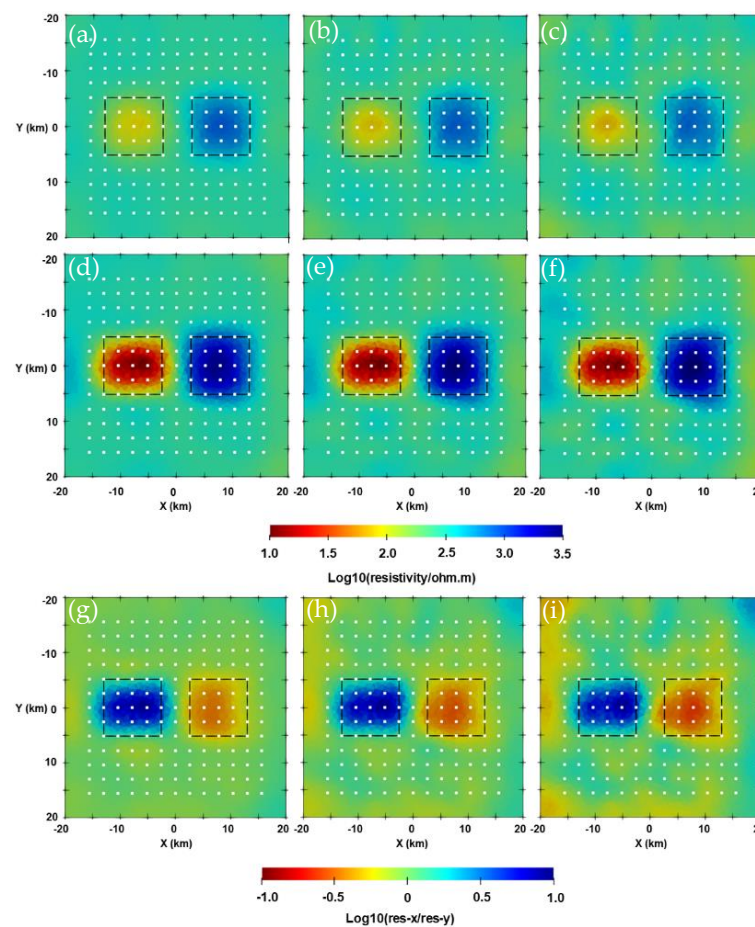 (a) (b) (c)
-20
-10
Y (km) 0
10
20
(d) (e) (f)
-20
-10
Y (km) 0
10
20
-20 -10 0 10 20 -20 -10 0 10 20 -20 -10 0 10 20
X (km) X (km) X (km)
1.0 1.5 2.0 2.5 3.0 3.5
Log10(resistivity/ohm.m)
(g) (h) (i)
-20
-10
Y (km) 0
10
20
-20 -10 0 10 20 -20 -10 0 10 20 -20 -10 0 10 20
X (km) X (km) X (km)
-1.0 -0.5 0 0.5 1.0
Log10(res-x/res-y)